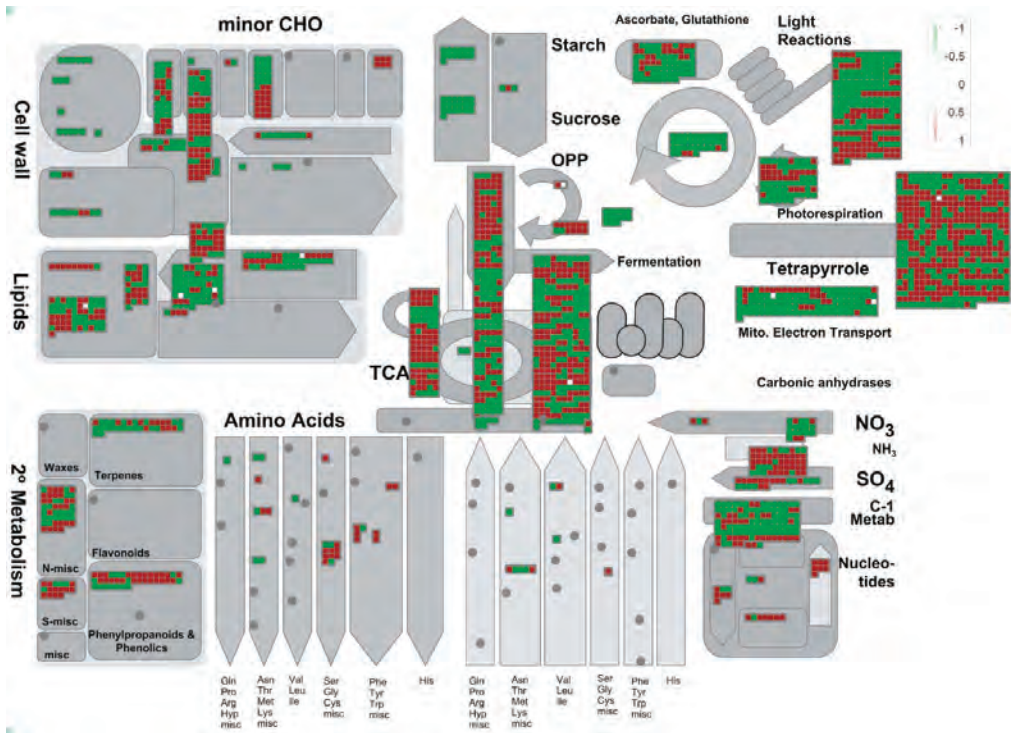 minor CHO
Cell wall
Lipids
2º Metabolism
Starch
Sucrose
OPP
Ascorbate, Glutathione
Light
Reactions
-1
-0.5
0
0.5
1
Photorespiration
Tetrapyrrole
Fermentation
Mito. Electron Transport
TCA
Carbonic anhydrases
Amino Acids
Waxes
Terpenes
N-misc
Flavonoids
S-misc
Phenylpropanoids &
Phenolics
misc
NO3
NH3
SO4
C-1
Metab
Nucleo-
tides
Gln
Pro
Arg
Hyp
misc
Asn
Thr
Met
Lys
misc
Val
Leu
Ile
Ser
Gly
Cys
misc
Phe
Tyr
Trp
misc
His
Gln
Pro
Arg
Hyp
misc
Asn
Thr
Met
Lys
misc
Val
Leu
Ile
Ser
Gly
Cys
misc
Phe
Tyr
Trp
misc
His